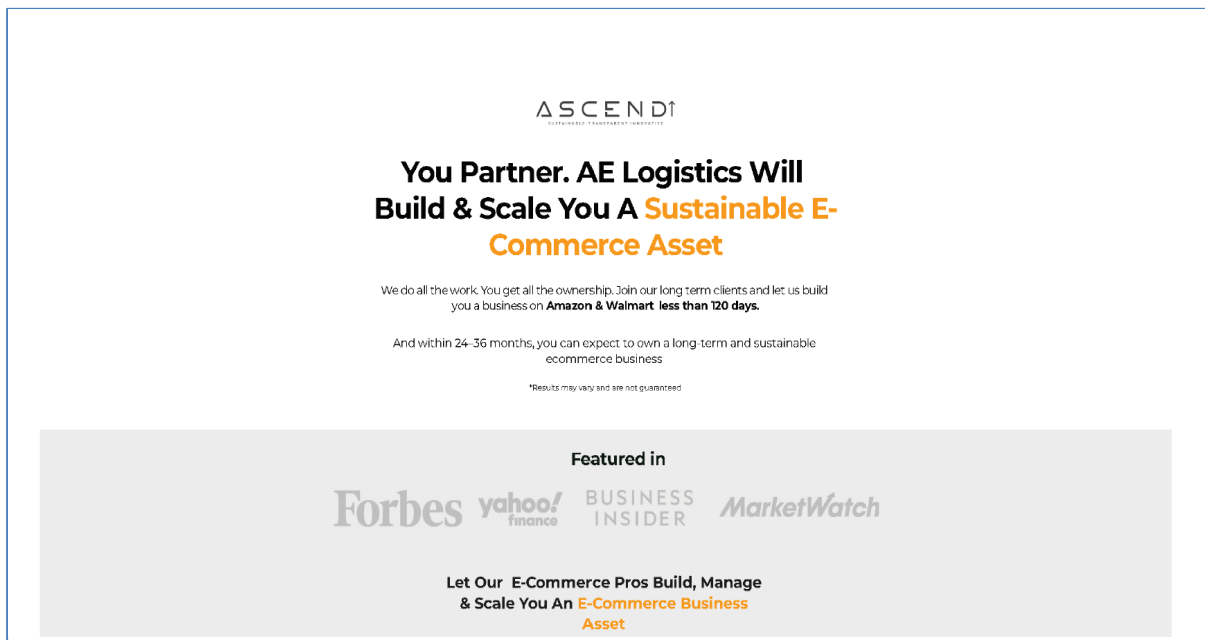 ASCEND↑
SUSTAINABLE·TRANSPARENT·INNOVATIVE
You Partner. AE Logistics Will
Build & Scale You A Sustainable E-
Commerce Asset
We do all the work. You get all the ownership. Join our long term clients and let us build
you a business on Amazon & Walmart less than 120 days.
And within 24–36 months, you can expect to own a long-term and sustainable
ecommerce business
*Results may vary and are not guaranteed
Featured in
Forbes yahoo! finance BUSINESS INSIDER MarketWatch
Let Our E-Commerce Pros Build, Manage
& Scale You An E-Commerce Business
Asset